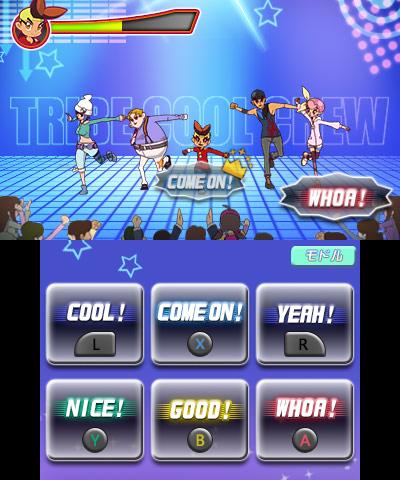 TRIBE COOL CREW
COME ON!
WHOA!
モドル
COOL! COME ON! YEAH!
L X R
NICE! GOOD! WHOA!
Y B A